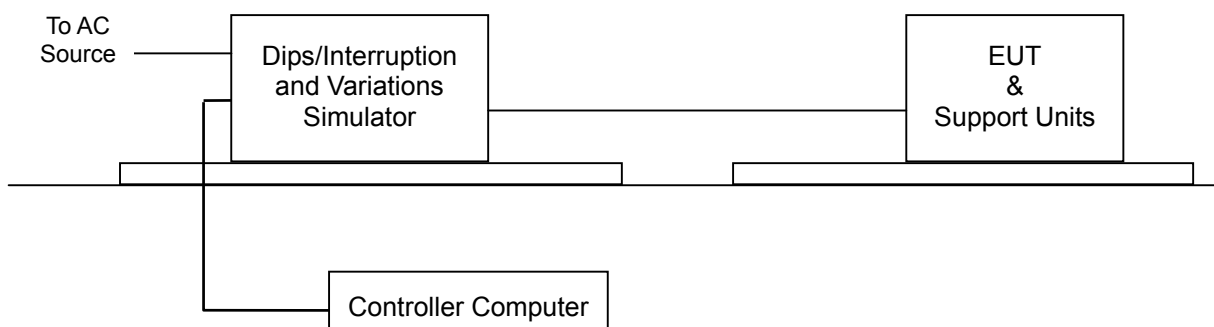 To AC
Source
Dips/Interruption
and Variations
Simulator
EUT
&
Support Units
Controller Computer